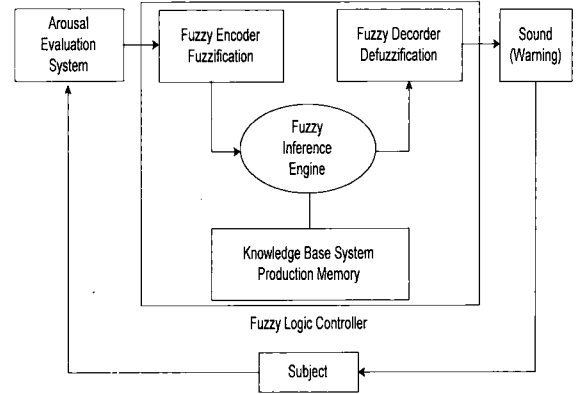 Arousal
Evaluation
System
Fuzzy Encoder
Fuzzification
Fuzzy Decorder
Defuzzification
Sound
(Warning)
Fuzzy
Inference
Engine
Knowledge Base System
Production Memory
Fuzzy Logic Controller
Subject